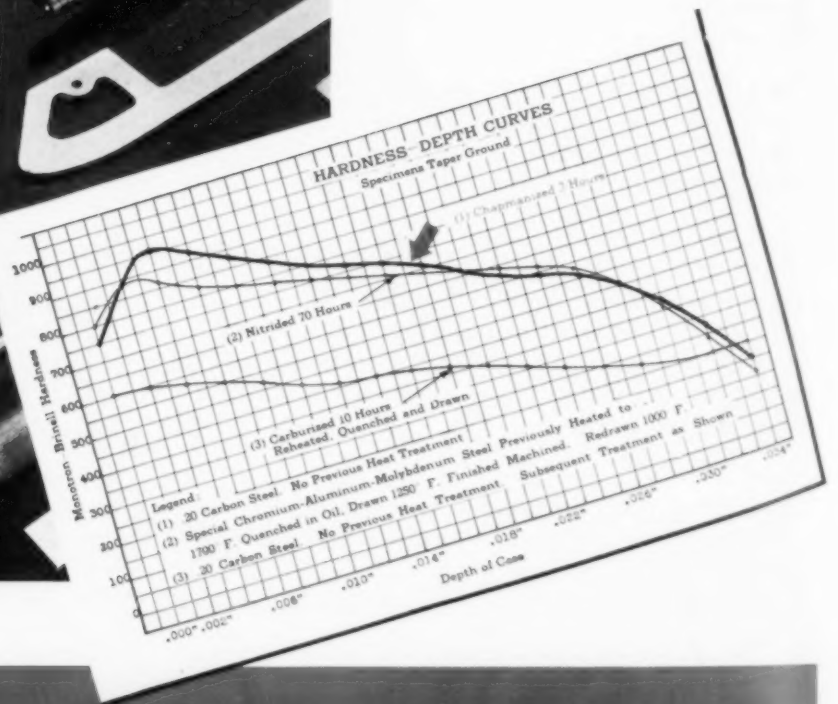 HARDNESS-DEPTH CURVES
Specimens Taper Ground
(1) Chapmanized 3 Hours
1000
900
800
700
600
500
400
300
200
100
0
Monotron Brinell Hardness
(2) Nitrided 70 Hours
(3) Carburized 10 Hours
Reheated, Quenched and Drawn
Legend:
(1) .20 Carbon Steel. No Previous Heat Treatment
(2) Special Chromium-Aluminum-Molybdenum Steel Previously Heated to
1700° F. Quenched in Oil, Drawn 1250° F. Finished Machined. Redrawn 1000° F.
(3) .20 Carbon Steel. No Previous Heat Treatment. Subsequent Treatment as Shown
.000" .002" .006" .010" .014" .018" .022" .026" .030" .034"
Depth of Case